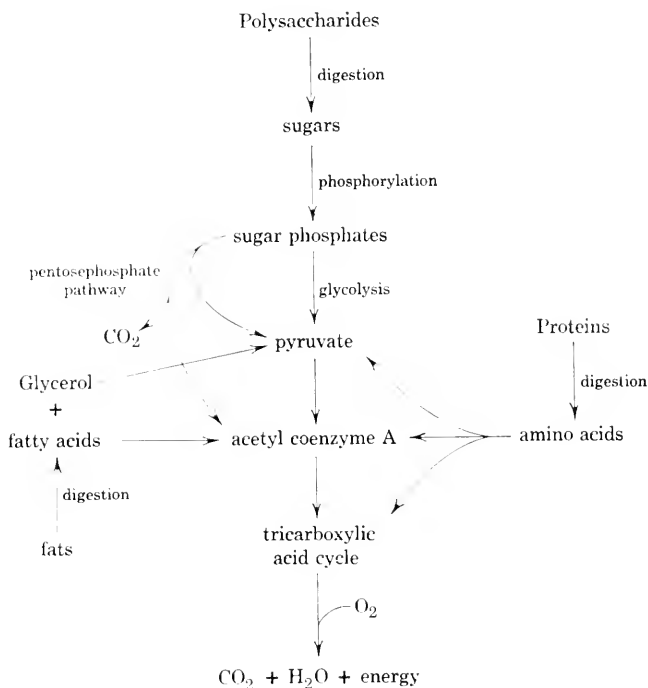 Polysaccharides
digestion
sugars
phosphorylation
sugar phosphates
pentosephosphate
pathway
glycolysis
CO₂
pyruvate
Proteins
digestion
Glycerol
+
fatty acids
acetyl coenzyme A
amino acids
digestion
fats
tricarboxylic
acid cycle
O₂
CO₂ + H₂O + energy